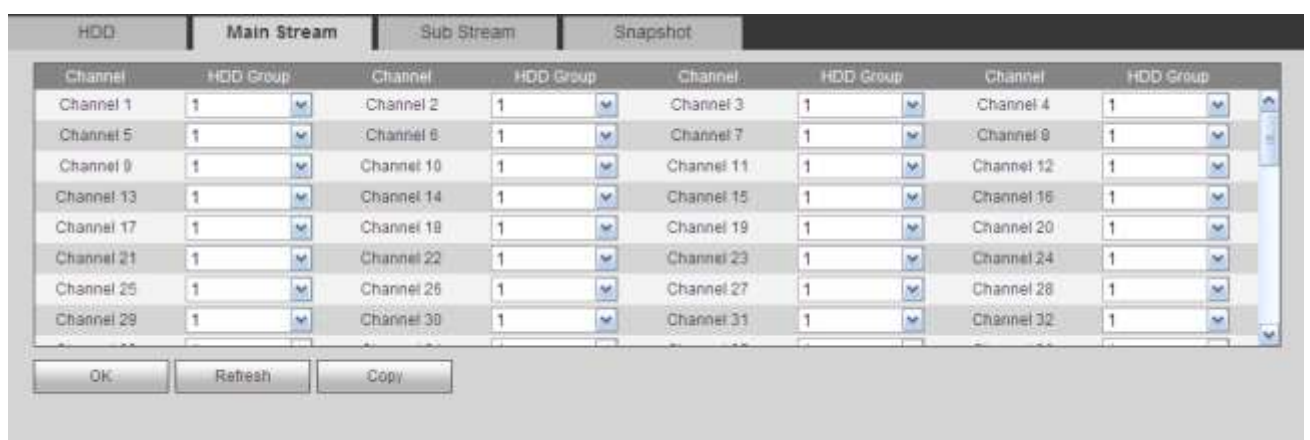 HDD Main Stream Sub Stream Snapshot
Channel HDD Group Channel HDD Group Channel HDD Group Channel HDD Group
Channel 1 1 Channel 2 1 Channel 3 1 Channel 4 1
Channel 5 1 Channel 6 1 Channel 7 1 Channel 8 1
Channel 9 1 Channel 10 1 Channel 11 1 Channel 12 1
Channel 13 1 Channel 14 1 Channel 15 1 Channel 16 1
Channel 17 1 Channel 18 1 Channel 19 1 Channel 20 1
Channel 21 1 Channel 22 1 Channel 23 1 Channel 24 1
Channel 25 1 Channel 26 1 Channel 27 1 Channel 28 1
Channel 29 1 Channel 30 1 Channel 31 1 Channel 32 1
OK Refresh Copy